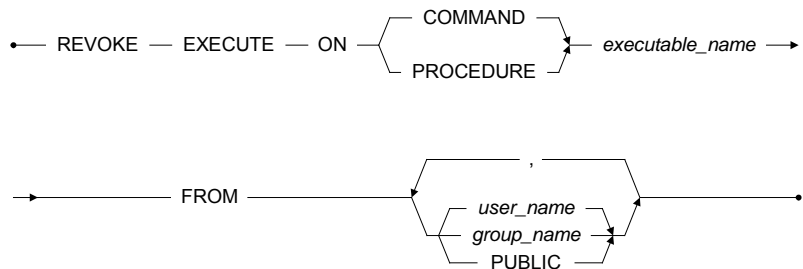 COMMAND
REVOKE EXECUTE ON executable_name
PROCEDURE
,
FROM
user_name
group_name
PUBLIC